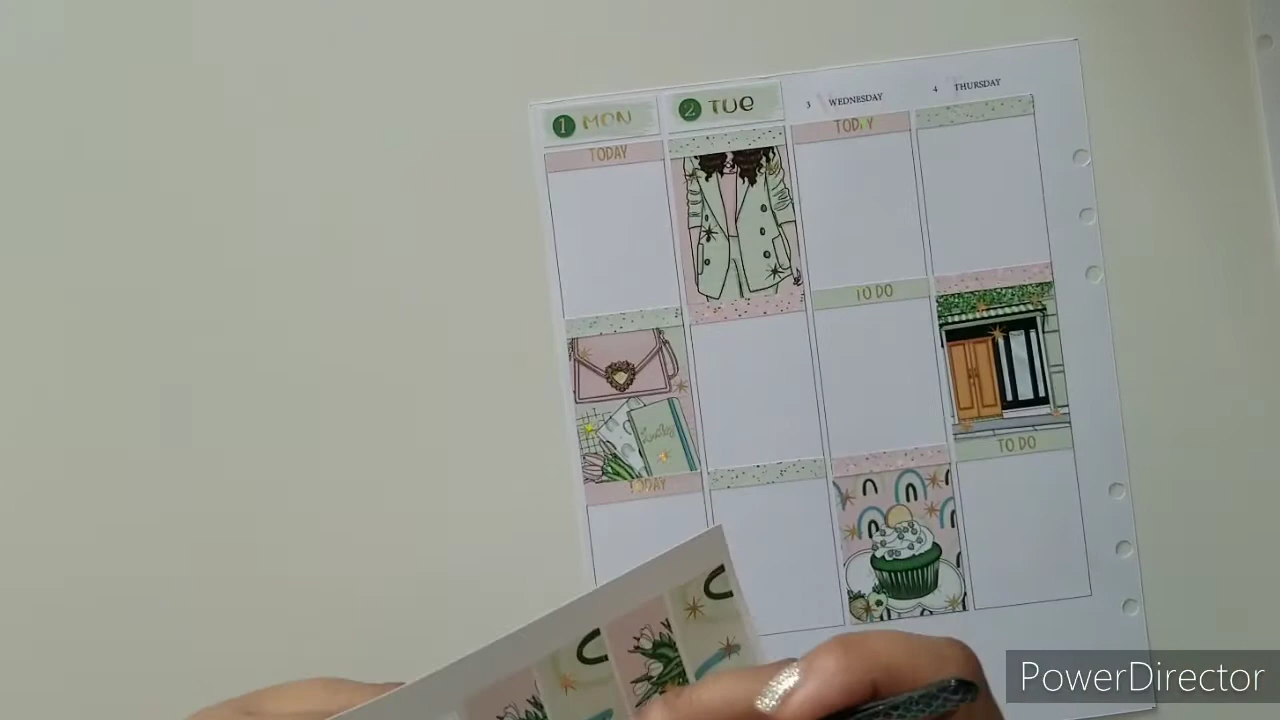 1 MON
2 TUE
3 WEDNESDAY
4 THURSDAY
TODAY
TODAY
TO DO
TO DO
TODAY
PowerDirector